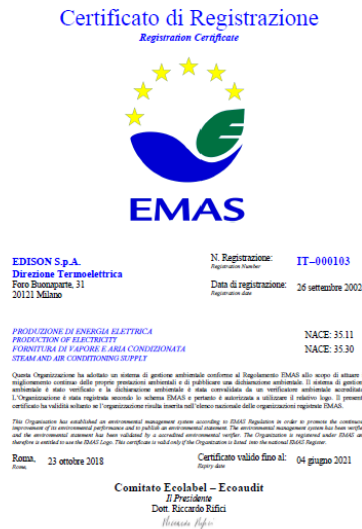 Certificato di Registrazione
Registration Certificate
EMAS
EDISON S.p.A.
Direzione Termoelettrica
Foro Buonaparte, 31
20121 Milano
N. Registrazione: IT-000103
Registration Number
Data di registrazione: 26 settembre 2002
Registration date
PRODUZIONE DI ENERGIA ELETTRICA NACE: 35.11
PRODUCTION OF ELECTRICITY
FORNITURA DI VAPORE E ARIA CONDIZIONATA NACE: 35.30
STEAM AND AIR CONDITIONING SUPPLY
Questa Organizzazione ha adottato un sistema di gestione ambientale conforme al Regolamento EMAS allo scopo di attuare
miglioramento continuo delle proprie prestazioni ambientali e di pubblicare una dichiarazione ambientale. Il sistema di gestion
ambientale è stato verificato e la dichiarazione ambientale è stata convalidata da un verificatore ambientale accreditato
L'Organizzazione è stata registrata secondo lo schema EMAS e pertanto è autorizzata a utilizzare il relativo logo. Il present
certificato ha validità soltanto se l'organizzazione risulta inserita nell'elenco nazionale delle organizzazioni registrate EMAS.
This Organisation has established an environmental management system according to EMAS Regulation in order to promote the continuous
improvement of its environmental performance and to publish an environmental statement. The environmental management system has been verified
and the environmental statement has been validated by a accredited environmental verifier. The Organization is registered under EMAS and
therefore is entitled to use the EMAS Logo. This certificate is valid only if the Organization is listed into the national EMAS Register.
Roma, 23 ottobre 2018
Rome,
Certificato valido fino al: 04 giugno 2021
Expiry date
Comitato Ecolabel – Ecoaudit
Il Presidente
Dott. Riccardo Rifici